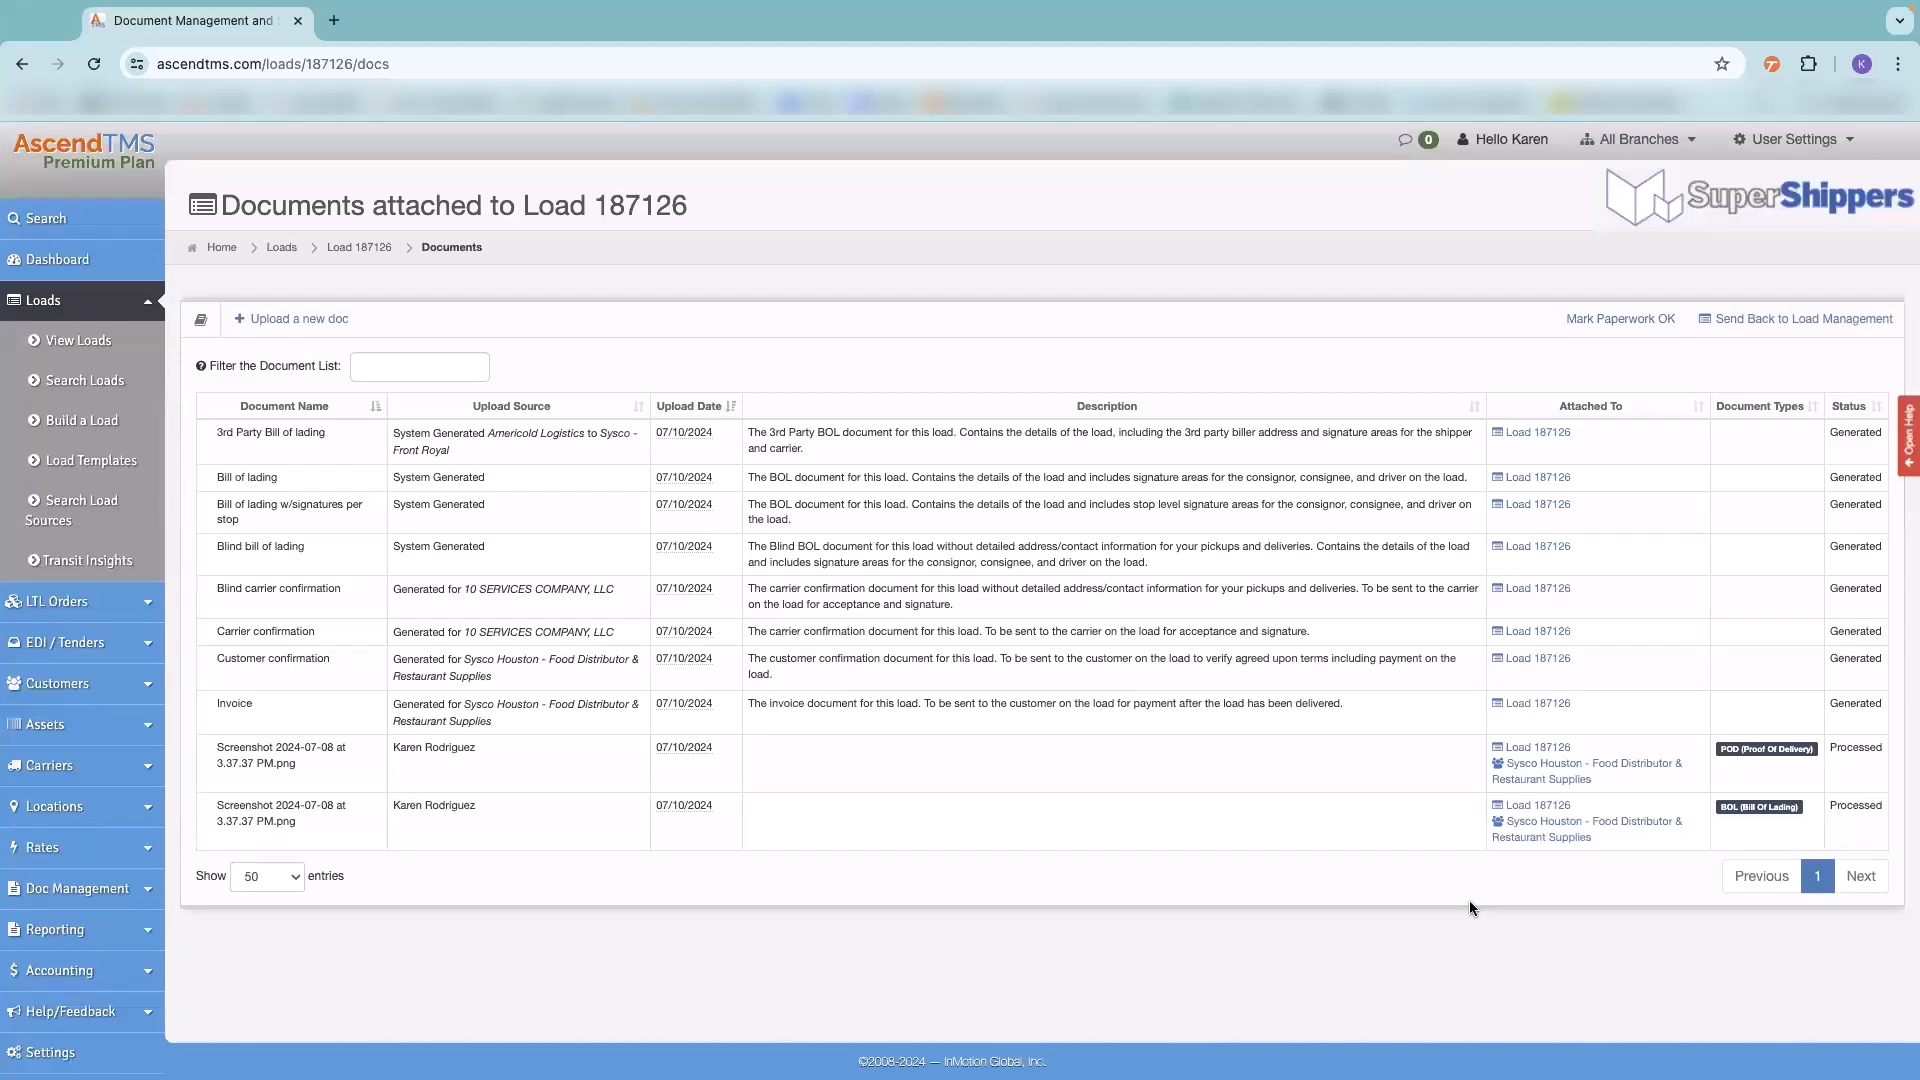 Document Management and
ascendtms.com/loads/187126/docs
K
AscendTMS
Premium Plan
0
Hello Karen
All Branches
User Settings
Documents attached to Load 187126
SuperShippers
Home
Loads
Load 187126
Documents
Search
Dashboard
Loads
View Loads
Search Loads
Build a Load
Load Templates
Search Load
Sources
Transit Insights
LTL Orders
EDI / Tenders
Customers
Assets
Carriers
Locations
Rates
Doc Management
Reporting
Accounting
Help/Feedback
Settings
Upload a new doc
Mark Paperwork OK
Send Back to Load Management
Filter the Document List:
Open Help
Document Name Upload Source Upload Date Description Attached To Document Types Status
3rd Party Bill of lading System Generated Americold Logistics to Sysco - 07/10/2024 The 3rd Party BOL document for this load. Contains the details of the load, including the 3rd party biller address and signature areas for the shipper Load 187126 Generated
Front Royal and carrier.
Bill of lading System Generated 07/10/2024 The BOL document for this load. Contains the details of the load and includes signature areas for the consignor, consignee, and driver on the load. Load 187126 Generated
Bill of lading w/signatures per System Generated 07/10/2024 The BOL document for this load. Contains the details of the load and includes stop level signature areas for the consignor, consignee, and driver on Load 187126 Generated
stop the load.
Blind bill of lading System Generated 07/10/2024 The Blind BOL document for this load without detailed address/contact information for your pickups and deliveries. Contains the details of the load Load 187126 Generated
and includes signature areas for the consignor, consignee, and driver on the load.
Blind carrier confirmation Generated for 10 SERVICES COMPANY, LLC 07/10/2024 The carrier confirmation document for this load without detailed address/contact information for your pickups and deliveries. To be sent to the carrier Load 187126 Generated
on the load for acceptance and signature.
Carrier confirmation Generated for 10 SERVICES COMPANY, LLC 07/10/2024 The carrier confirmation document for this load. To be sent to the carrier on the load for acceptance and signature. Load 187126 Generated
Customer confirmation Generated for Sysco Houston - Food Distributor & 07/10/2024 The customer confirmation document for this load. To be sent to the customer on the load to verify agreed upon terms including payment on the Load 187126 Generated
Restaurant Supplies load.
Invoice Generated for Sysco Houston - Food Distributor & 07/10/2024 The invoice document for this load. To be sent to the customer on the load for payment after the load has been delivered. Load 187126 Generated
Restaurant Supplies
Screenshot 2024-07-08 at Karen Rodriguez 07/10/2024 Load 187126 POD (Proof Of Delivery) Processed
3.37.37 PM.png Sysco Houston - Food Distributor &
Restaurant Supplies
Screenshot 2024-07-08 at Karen Rodriguez 07/10/2024 Load 187126 BOL (Bill Of Lading) Processed
3.37.37 PM.png Sysco Houston - Food Distributor &
Restaurant Supplies
Show 50 entries
Previous 1 Next
©2008-2024 — InMotion Global, Inc.